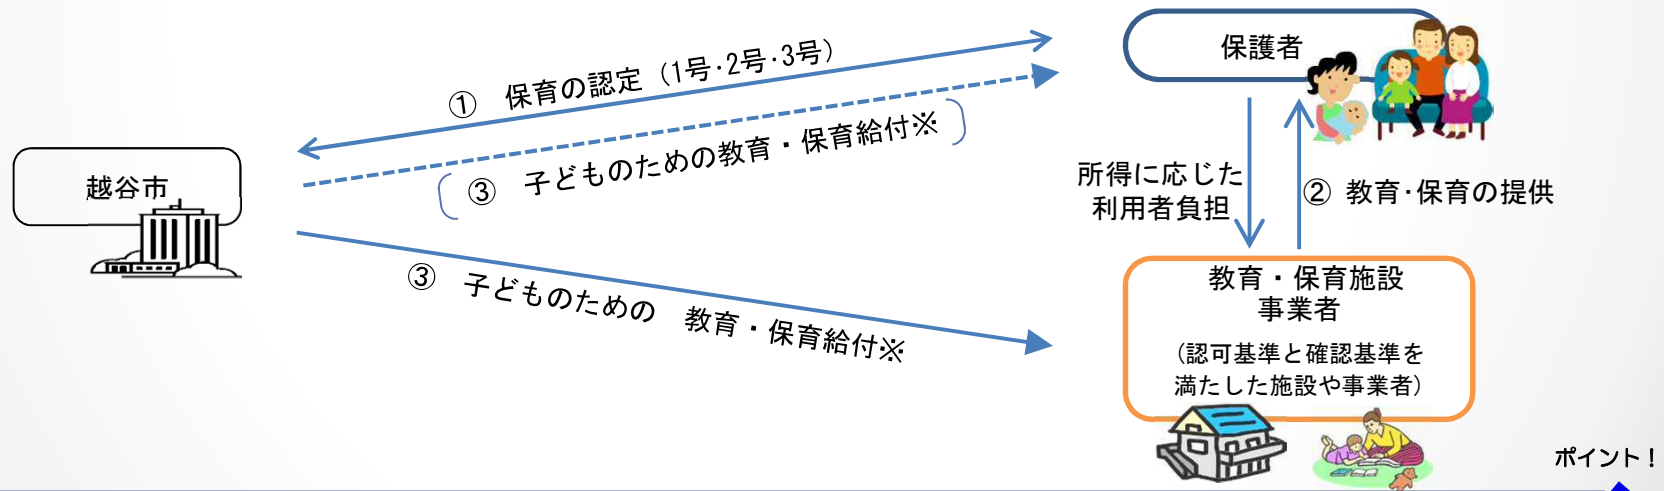 保護者
① 保育の認定（1号・2号・3号）
③ 子どものための教育・保育給付※
越谷市
所得に応じた
利用者負担
② 教育・保育の提供
③ 子どものための 教育・保育給付※
教育・保育施設
事業者
（認可基準と確認基準を
満たした施設や事業者）
ポイント！